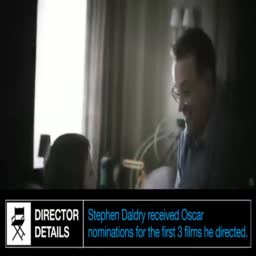 DIRECTOR
DETAILS
Stephen Daldry received Oscar
nominations for the first 3 films he directed.